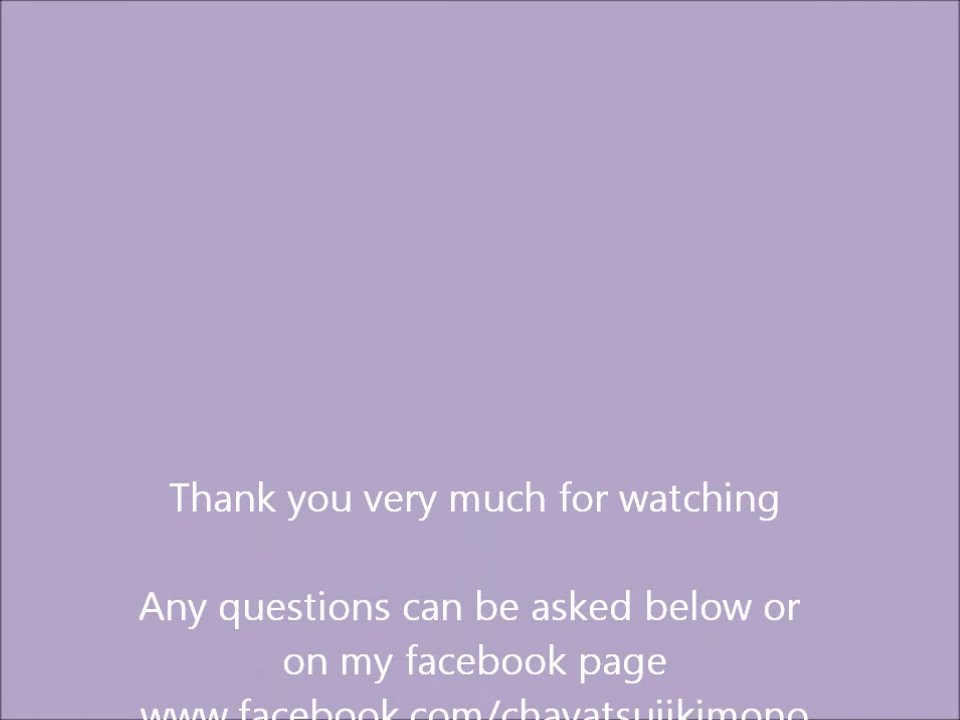 Thank you very much for watching
Any questions can be asked below or
on my facebook page
www.facebook.com/chayatsujikimono